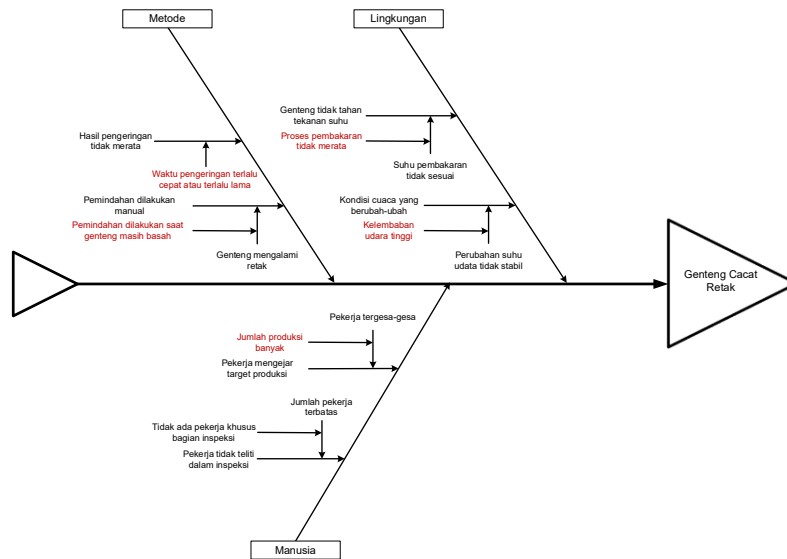 Metode
Lingkungan
Genteng tidak tahan
tekanan suhu
Proses pembakaran
tidak merata
Suhu pembakaran
tidak sesuai
Hasil pengeringan
tidak merata
Waktu pengeringan terlalu
cepat atau terlalu lama
Pemindahan dilakukan
manual
Pemindahan dilakukan saat
genteng masih basah
Genteng mengalami
retak
Kondisi cuaca yang
berubah-ubah
Kelembaban
udara tinggi
Perubahan suhu
udata tidak stabil
Genteng Cacat
Retak
Pekerja tergesa-gesa
Jumlah produksi
banyak
Pekerja mengejar
target produksi
Jumlah pekerja
terbatas
Tidak ada pekerja khusus
bagian inspeksi
Pekerja tidak teliti
dalam inspeksi
Manusia